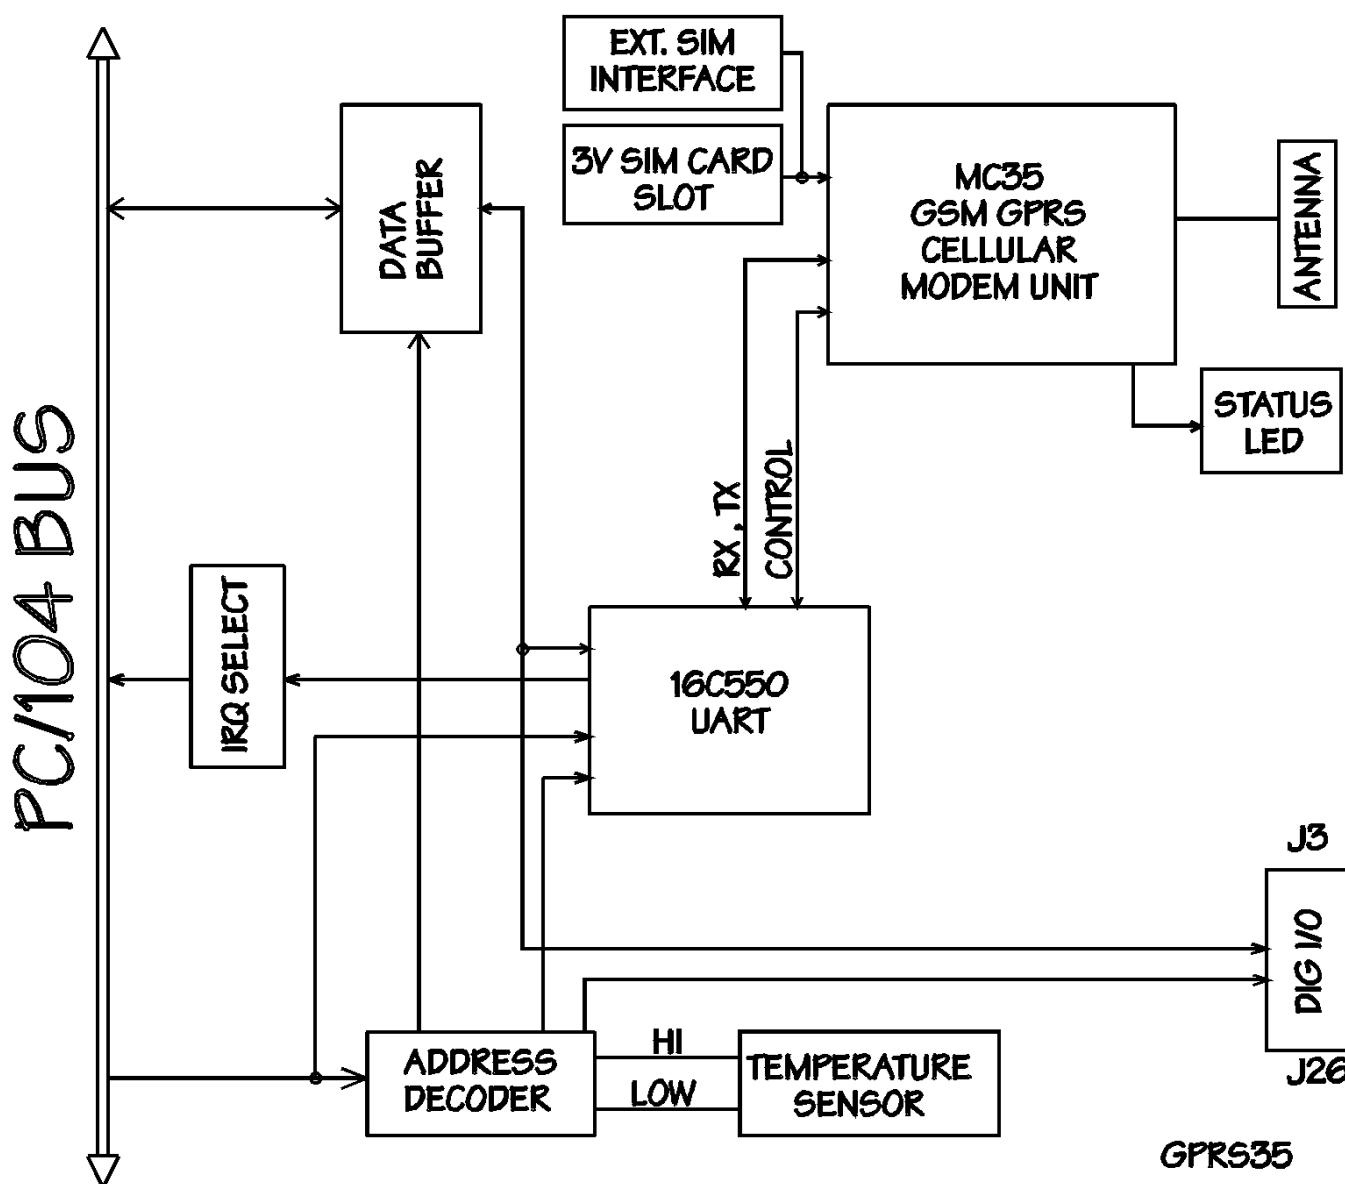 EXT. SIM
INTERFACE
3V SIM CARD
SLOT
MC35
GSM GPRS
CELLULAR
MODEM UNIT
ANTENNA
DATA
BUFFER
STATUS
LED
PC/104 BUS
RX , TX
CONTROL
IRQ SELECT
16C550
UART
J3
DIG I/O
J26
ADDRESS
DECODER
HI
LOW
TEMPERATURE
SENSOR
GPRS35